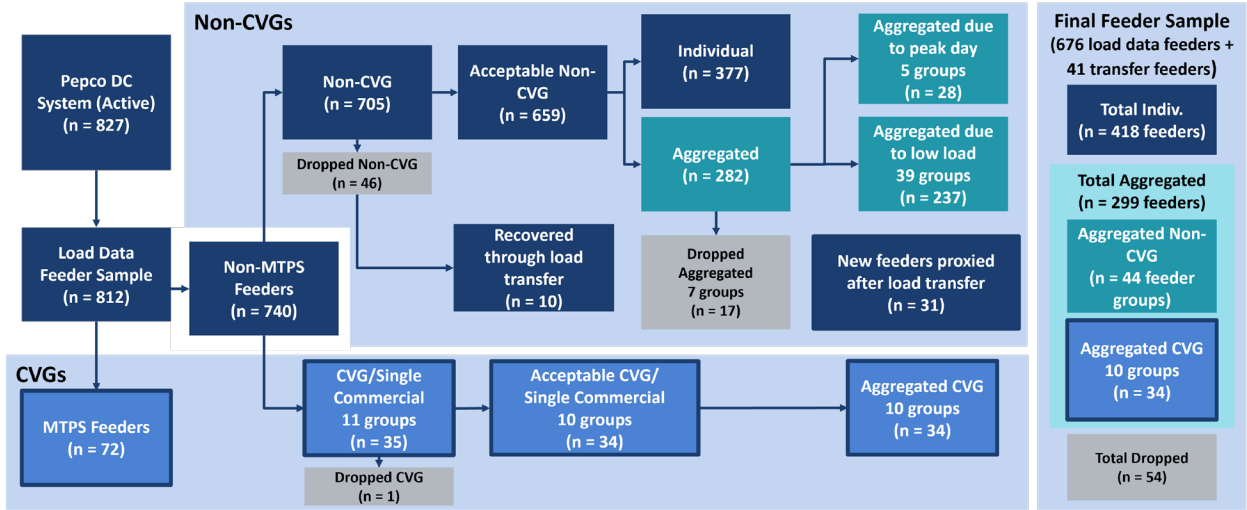 Non-CVGs
Pepco DC
System (Active)
(n = 827)
Non-CVG
(n = 705)
Acceptable Non-
CVG
(n = 659)
Individual
(n = 377)
Aggregated due
to peak day
5 groups
(n = 28)
Dropped Non-CVG
(n = 46)
Aggregated
(n = 282)
Aggregated due
to low load
39 groups
(n = 237)
Load Data
Feeder Sample
(n = 812)
Non-MTPS
Feeders
(n = 740)
Recovered
through load
transfer
(n = 10)
Dropped
Aggregated
7 groups
(n = 17)
New feeders proxied
after load transfer
(n = 31)
CVGs
MTPS Feeders
(n = 72)
CVG/Single
Commercial
11 groups
(n = 35)
Acceptable CVG/
Single Commercial
10 groups
(n = 34)
Aggregated CVG
10 groups
(n = 34)
Dropped CVG
(n = 1)
Final Feeder Sample
(676 load data feeders +
41 transfer feeders)
Total Indiv.
(n = 418 feeders)
Total Aggregated
(n = 299 feeders)
Aggregated Non-
CVG
(n = 44 feeder
groups)
Aggregated CVG
10 groups
(n = 34)
Total Dropped
(n = 54)